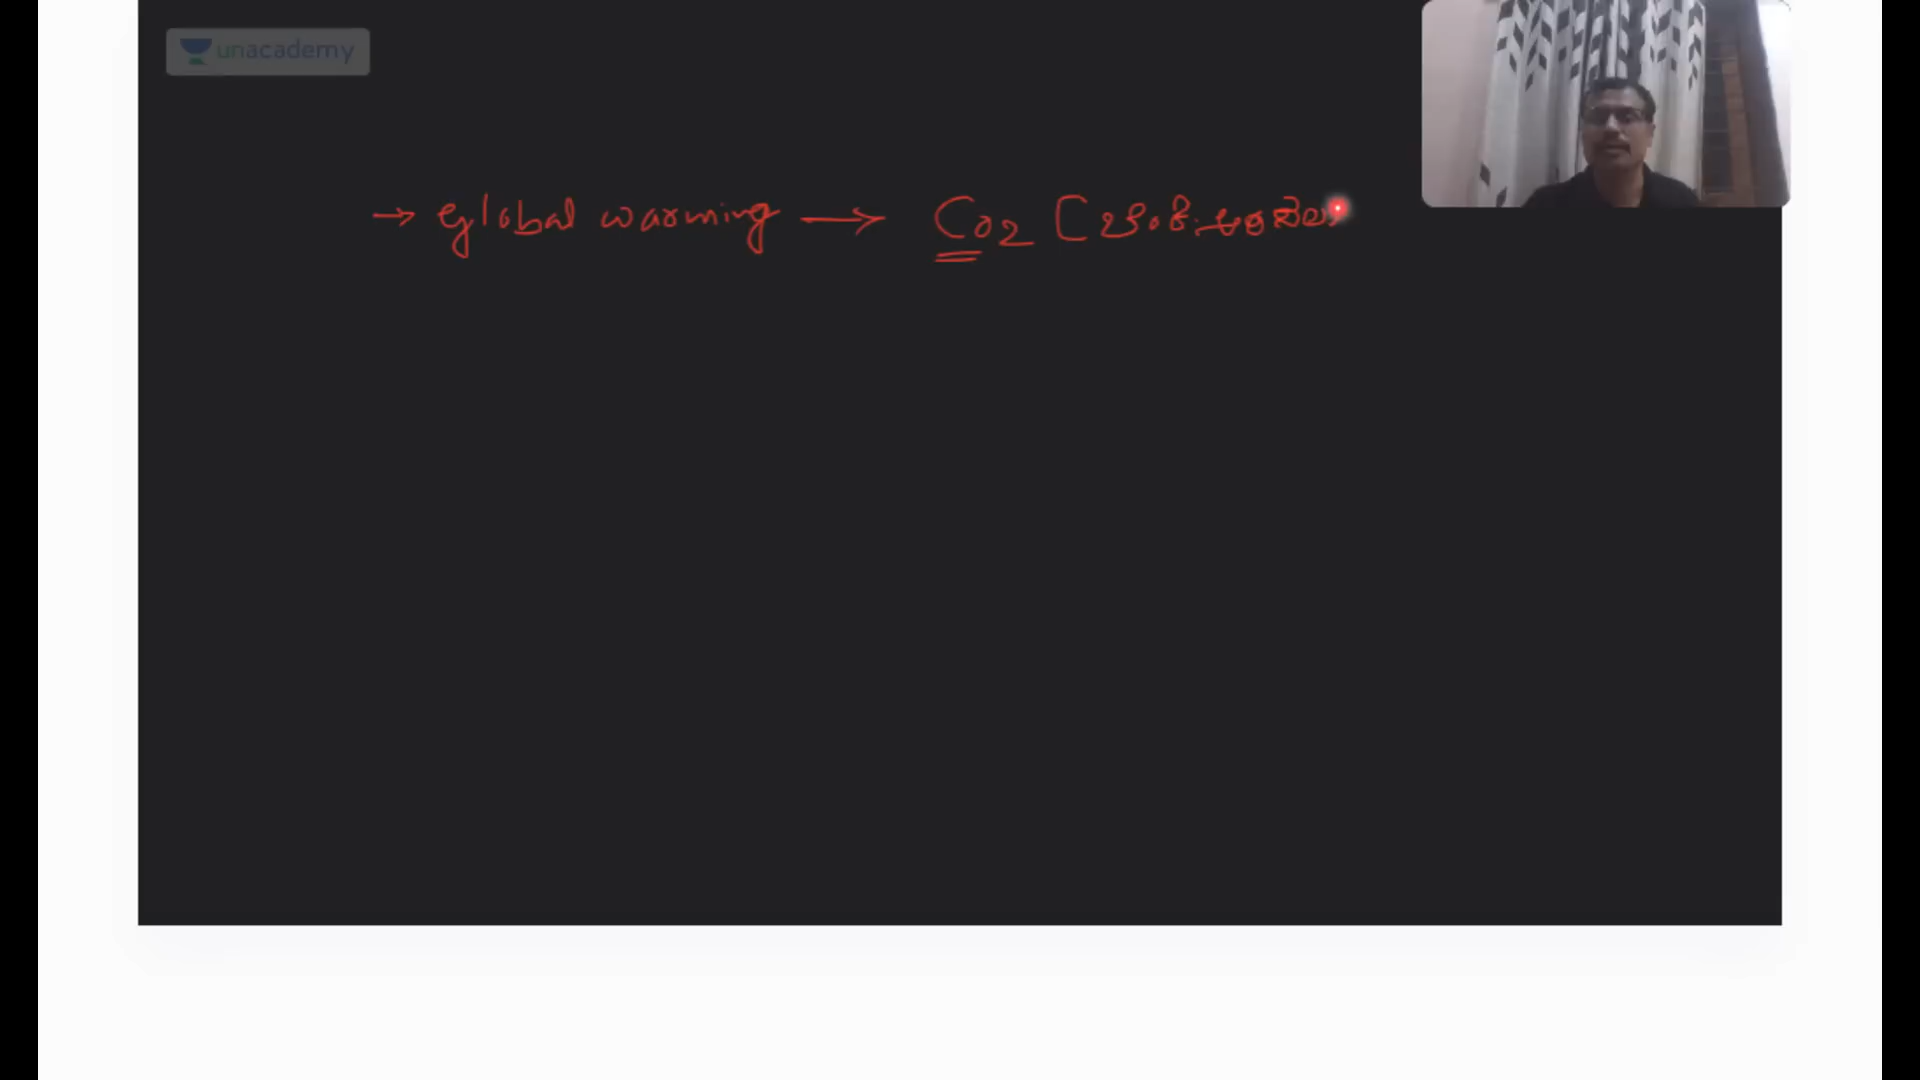 unacademy
→ global warming → Co2 [